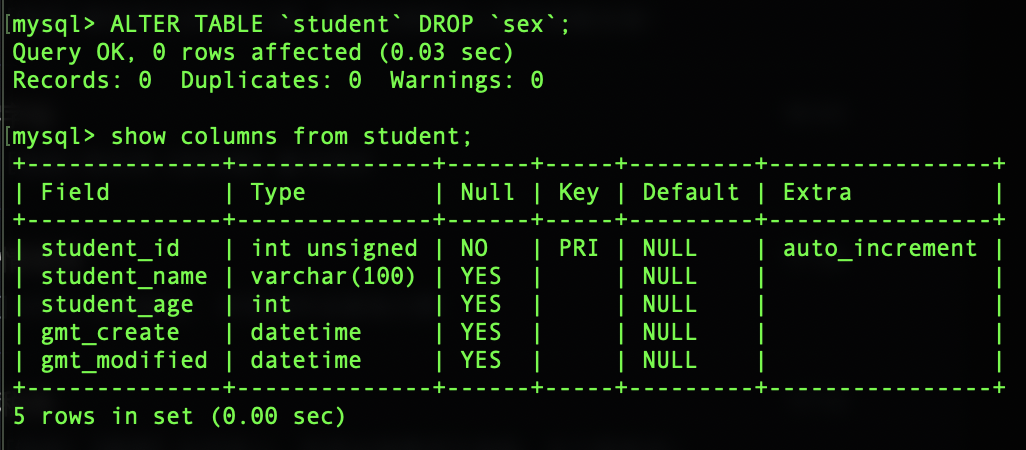 [mysql> ALTER TABLE `student` DROP `sex`;
Query OK, 0 rows affected (0.03 sec)
Records: 0  Duplicates: 0  Warnings: 0
[mysql> show columns from student;
+--------------+--------------+------+-----+---------+----------------+
| Field        | Type         | Null | Key | Default | Extra          |
+--------------+--------------+------+-----+---------+----------------+
| student_id   | int unsigned | NO   | PRI | NULL    | auto_increment |
| student_name | varchar(100) | YES  |     | NULL    |                |
| student_age  | int          | YES  |     | NULL    |                |
| gmt_create   | datetime     | YES  |     | NULL    |                |
| gmt_modified | datetime     | YES  |     | NULL    |                |
+--------------+--------------+------+-----+---------+----------------+
5 rows in set (0.00 sec)